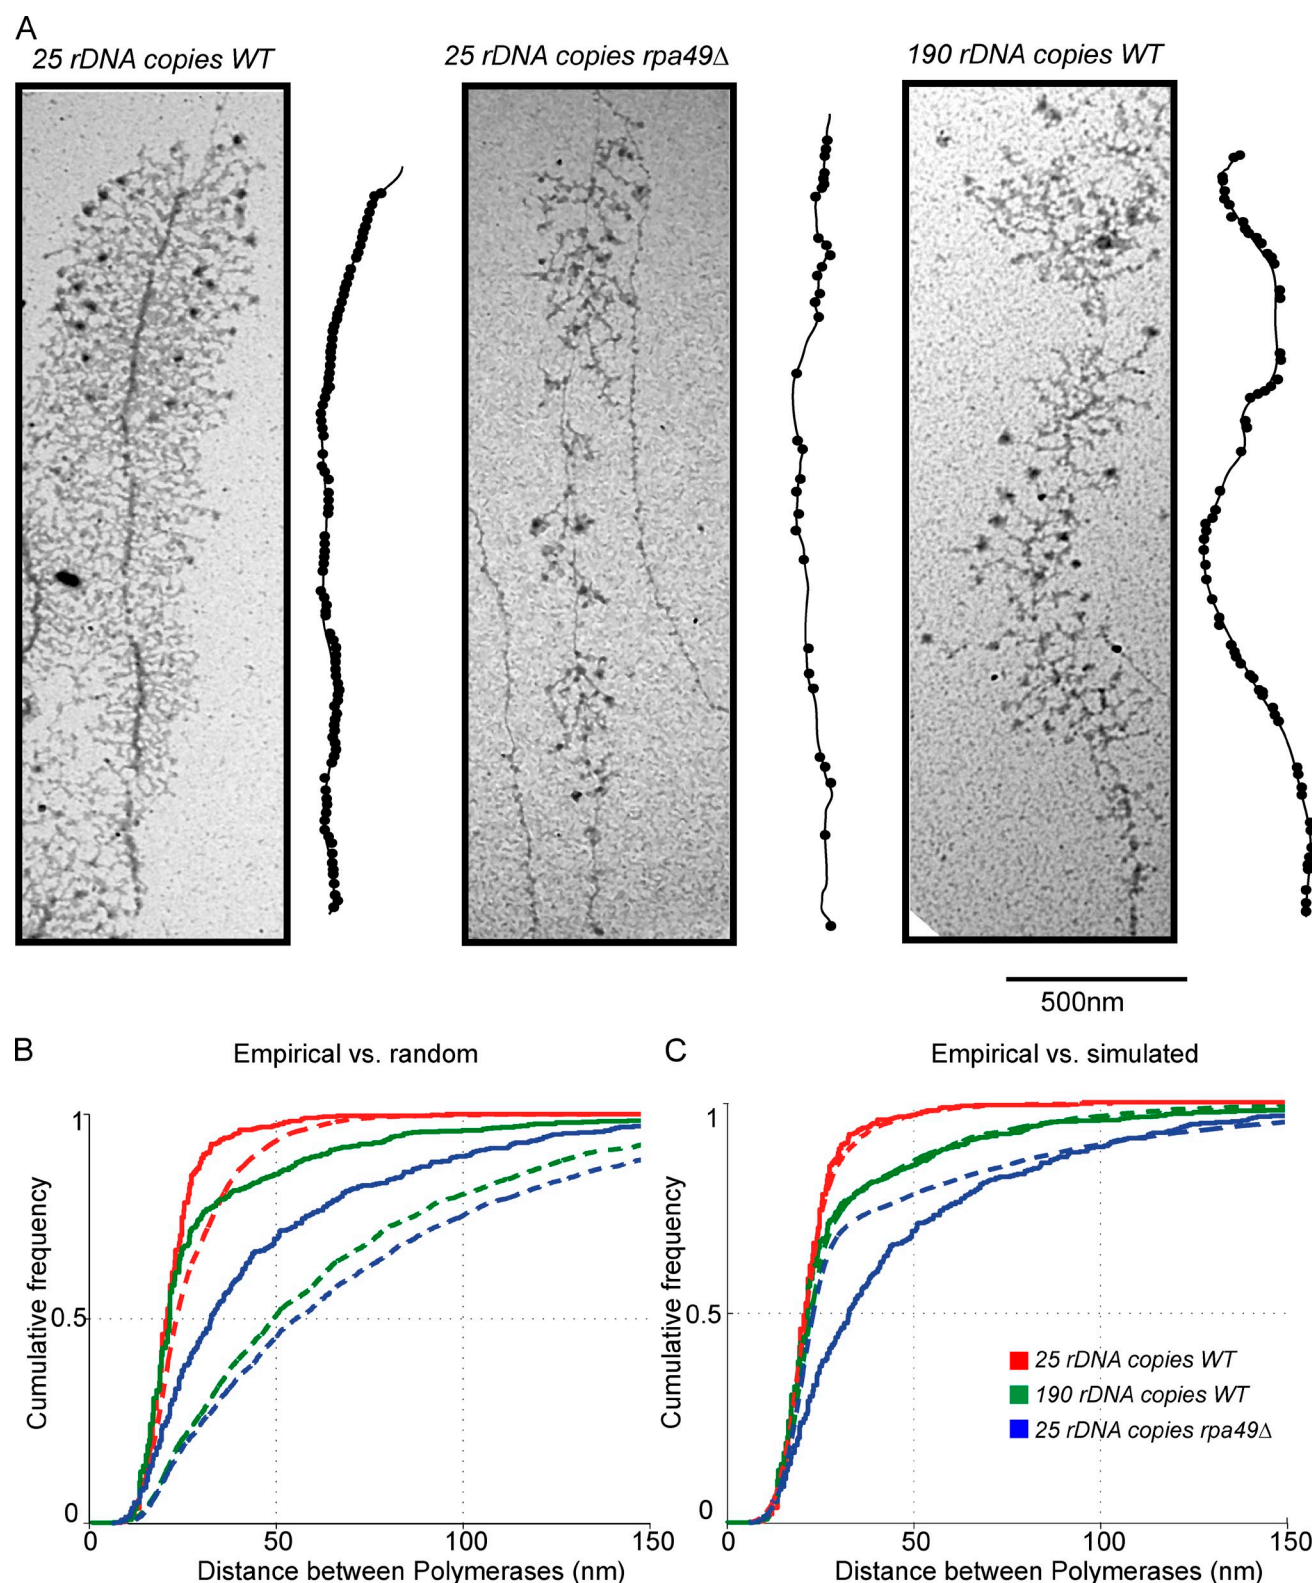 A
25 rDNA copies WT
25 rDNA copies rpa49Δ
190 rDNA copies WT
500nm
B
Empirical vs. random
Cumulative frequency
1
0.5
0
0
50
100
150
Distance between Polymerases (nm)
C
Empirical vs. simulated
Cumulative frequency
1
0.5
0
25 rDNA copies WT
190 rDNA copies WT
25 rDNA copies rpa49Δ
0
50
100
150
Distance between Polymerases (nm)